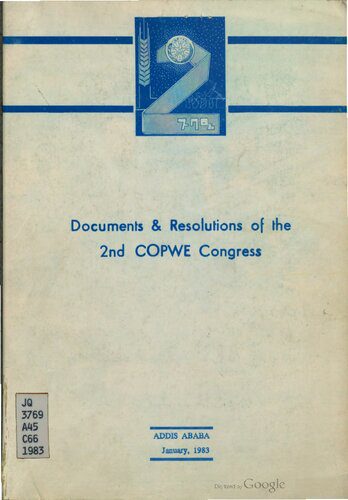 Documents & Resolutions of the
2nd COPWE Congress
JQ
3769
A45
C66
1983
ADDIS ABABA
January, 1983
Digitized by Google